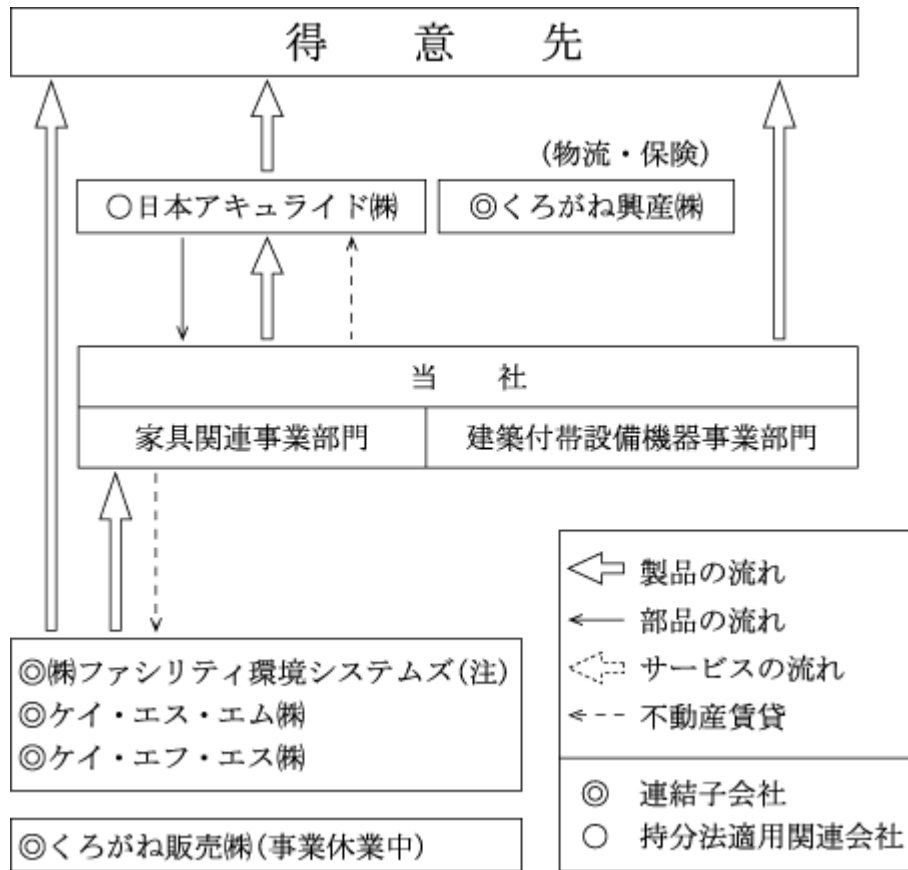 得意先
(物流・保険)
○日本アキュライド㈱
◎くろがね興産㈱
当社
家具関連事業部門
建築付帯設備機器事業部門
◎㈱ファシリティ環境システムズ(注)
◎ケイ・エス・エム㈱
◎ケイ・エフ・エス㈱
◎くろがね販売㈱(事業休業中)
製品の流れ
部品の流れ
サービスの流れ
不動産賃貸
◎ 連結子会社
○ 持分法適用関連会社